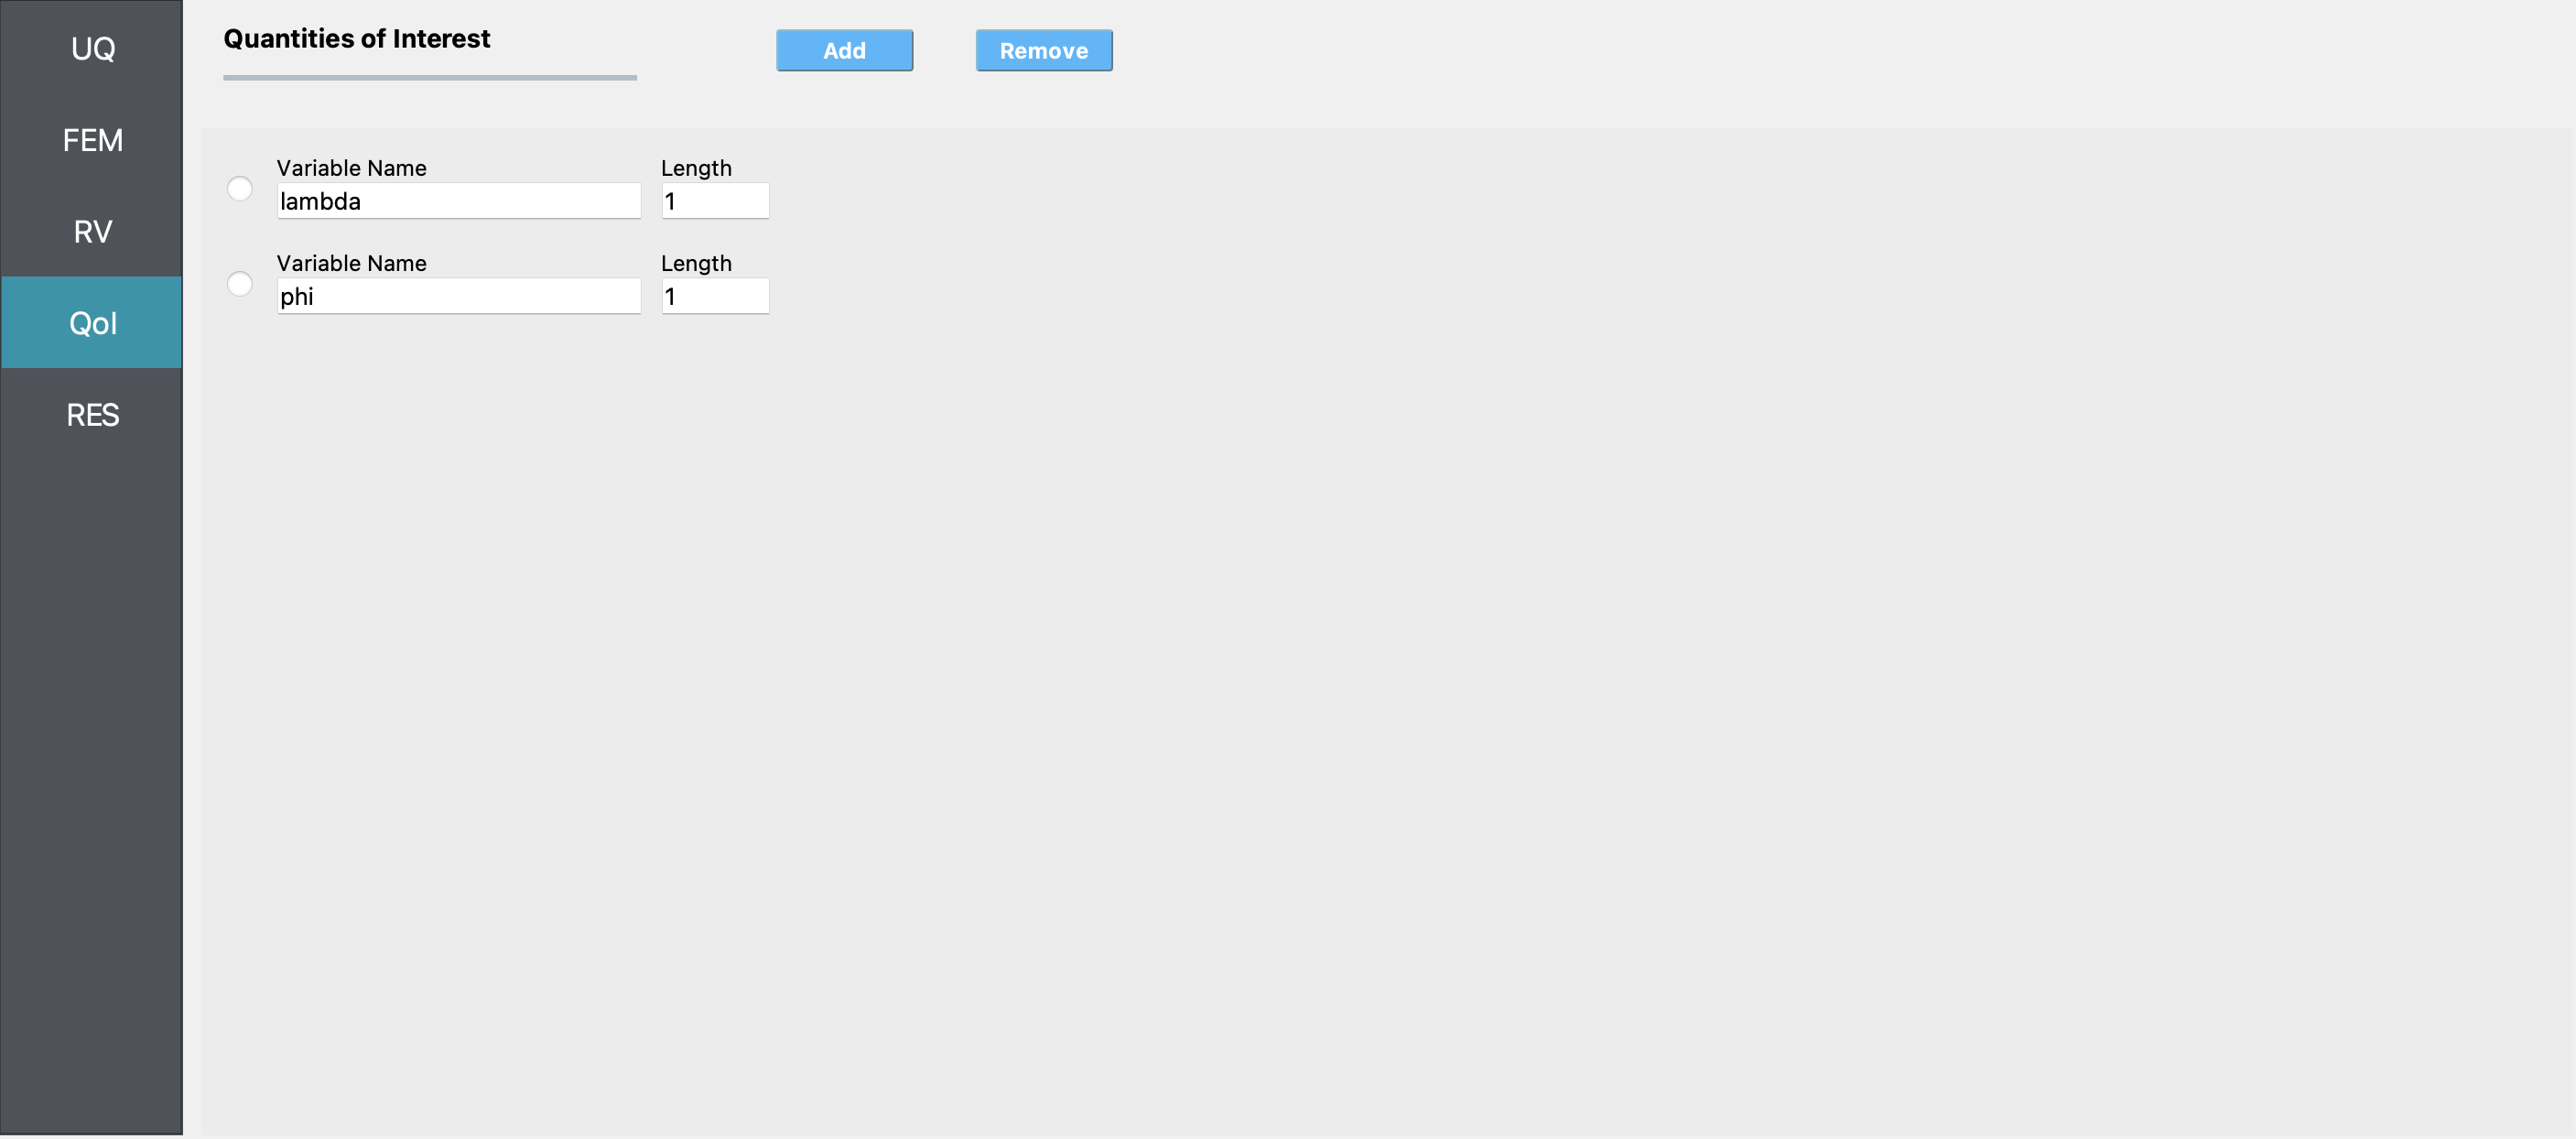 UQ
FEM
RV
QoI
RES
Quantities of Interest
Add
Remove
Variable Name
Length
lambda
1
Variable Name
Length
phi
1